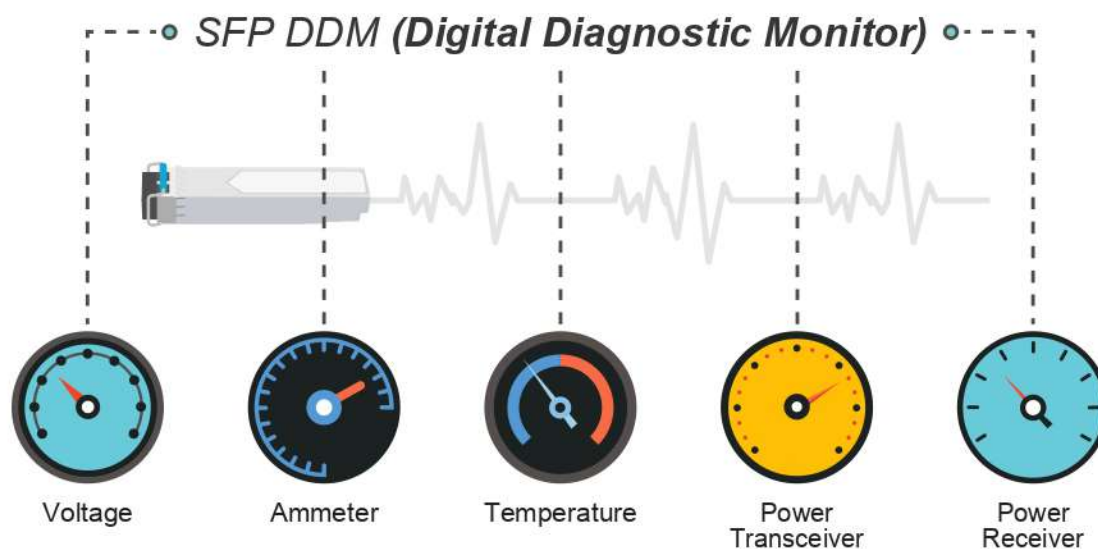 SFP DDM (Digital Diagnostic Monitor)
Voltage
Ammeter
Temperature
Power
Transceiver
Power
Receiver